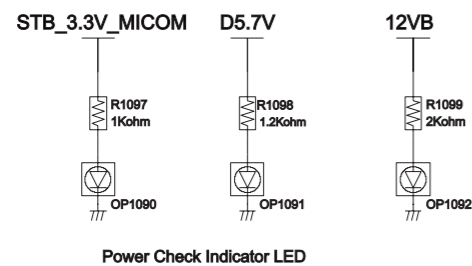 STB_3.3V_MICOM
D5.7V
12VB
R1097
1Kohm
R1098
1.2Kohm
R1099
2Kohm
OP1090
OP1091
OP1092
Power Check Indicator LED